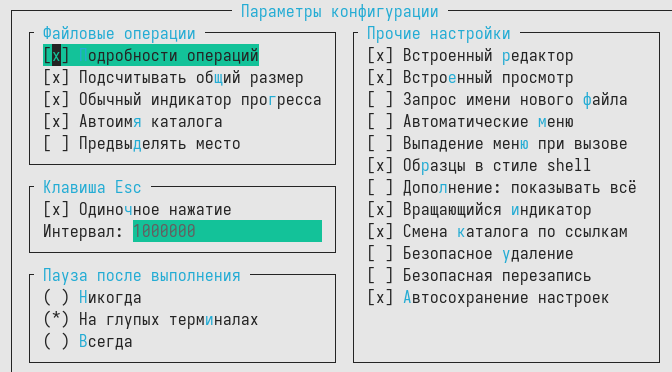 Параметры конфигурации
Файловые операции
[x] Подробности операций
[x] Подсчитывать общий размер
[x] Обычный индикатор прогресса
[x] Автоимя каталога
[ ] Предвыделять место
Клавиша Esc
[x] Одиночное нажатие
Интервал: 1000000
Пауза после выполнения
( ) Никогда
(*) На глупых терминалах
( ) Всегда
Прочие настройки
[x] Встроенный редактор
[x] Встроенный просмотр
[ ] Запрос имени нового файла
[ ] Автоматические меню
[ ] Выпадение меню при вызове
[x] Образцы в стиле shell
[ ] Дополнение: показывать всё
[x] Вращающийся индикатор
[x] Смена каталога по ссылкам
[ ] Безопасное удаление
[ ] Безопасная перезапись
[x] Автосохранение настроек